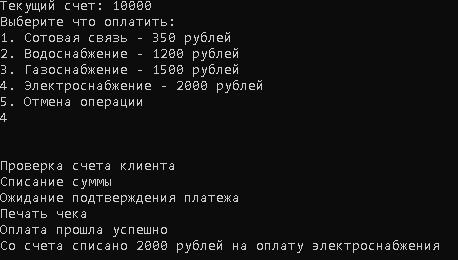 Текущий счет: 10000
Выберите что оплатить:
1. Сотовая связь - 350 рублей
2. Водоснабжение - 1200 рублей
3. Газоснабжение - 1500 рублей
4. Электроснабжение - 2000 рублей
5. Отмена операции
4
Проверка счета клиента
Списание суммы
Ожидание подтверждения платежа
Печать чека
Оплата прошла успешно
Со счета списано 2000 рублей на оплату электроснабжения